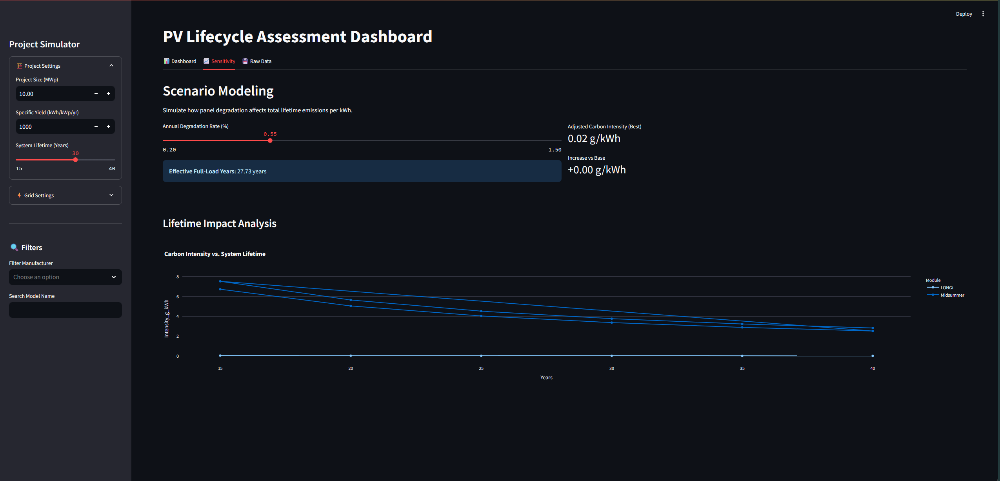 Deploy
Project Simulator
Project Settings
Project Size (MWp)
10.00
Specific Yield (kWh/kWp/yr)
1000
System Lifetime (Years)
30
15 40
Grid Settings
Filters
Filter Manufacturer
Choose an option
Search Model Name
PV Lifecycle Assessment Dashboard
Dashboard Sensitivity Raw Data
Scenario Modeling
Simulate how panel degradation affects total lifetime emissions per kWh.
Annual Degradation Rate (%)
0.55
0.20 1.50
Effective Full-Load Years: 27.73 years
Adjusted Carbon Intensity (Best)
0.02 g/kWh
Increase vs Base
+0.00 g/kWh
Lifetime Impact Analysis
Carbon Intensity vs. System Lifetime
Intensity_g_kWh
8
6
4
2
0
15 20 25 30 35 40
Years
Module
LONGi
Midsummer